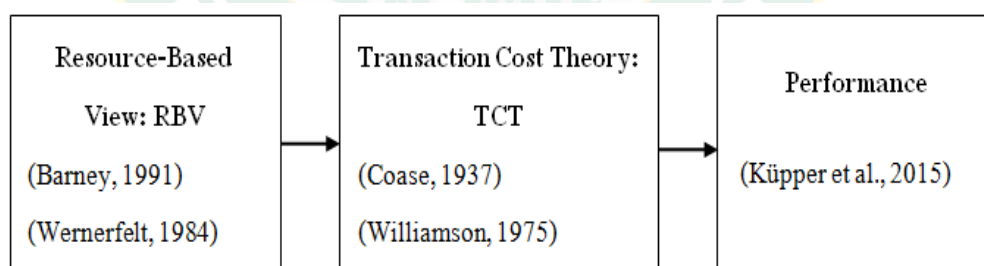 Resource-Based
View: RBV
(Barney, 1991)
(Wernerfelt, 1984)
Transaction Cost Theory:
TCT
(Coase, 1937)
(Williamson, 1975)
Performance
(Küpper et al., 2015)